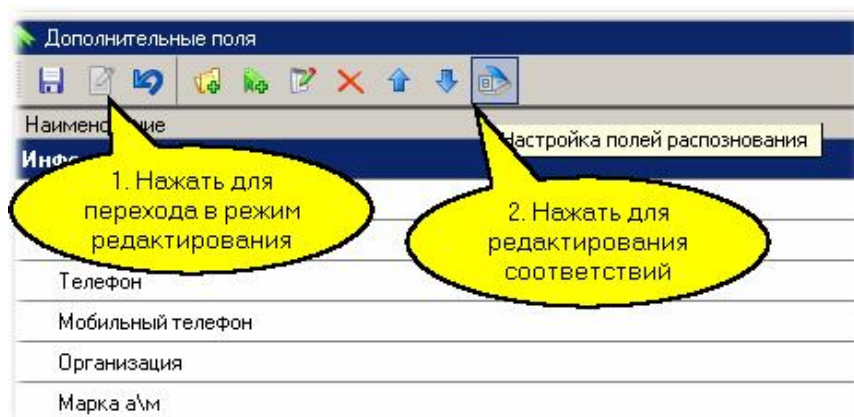 Дополнительные поля
Настройка полей распознования
1. Нажать для
перехода в режим
редактирования
2. Нажать для
редактирования
соответствий
Телефон
Мобильный телефон
Организация
Марка а\м